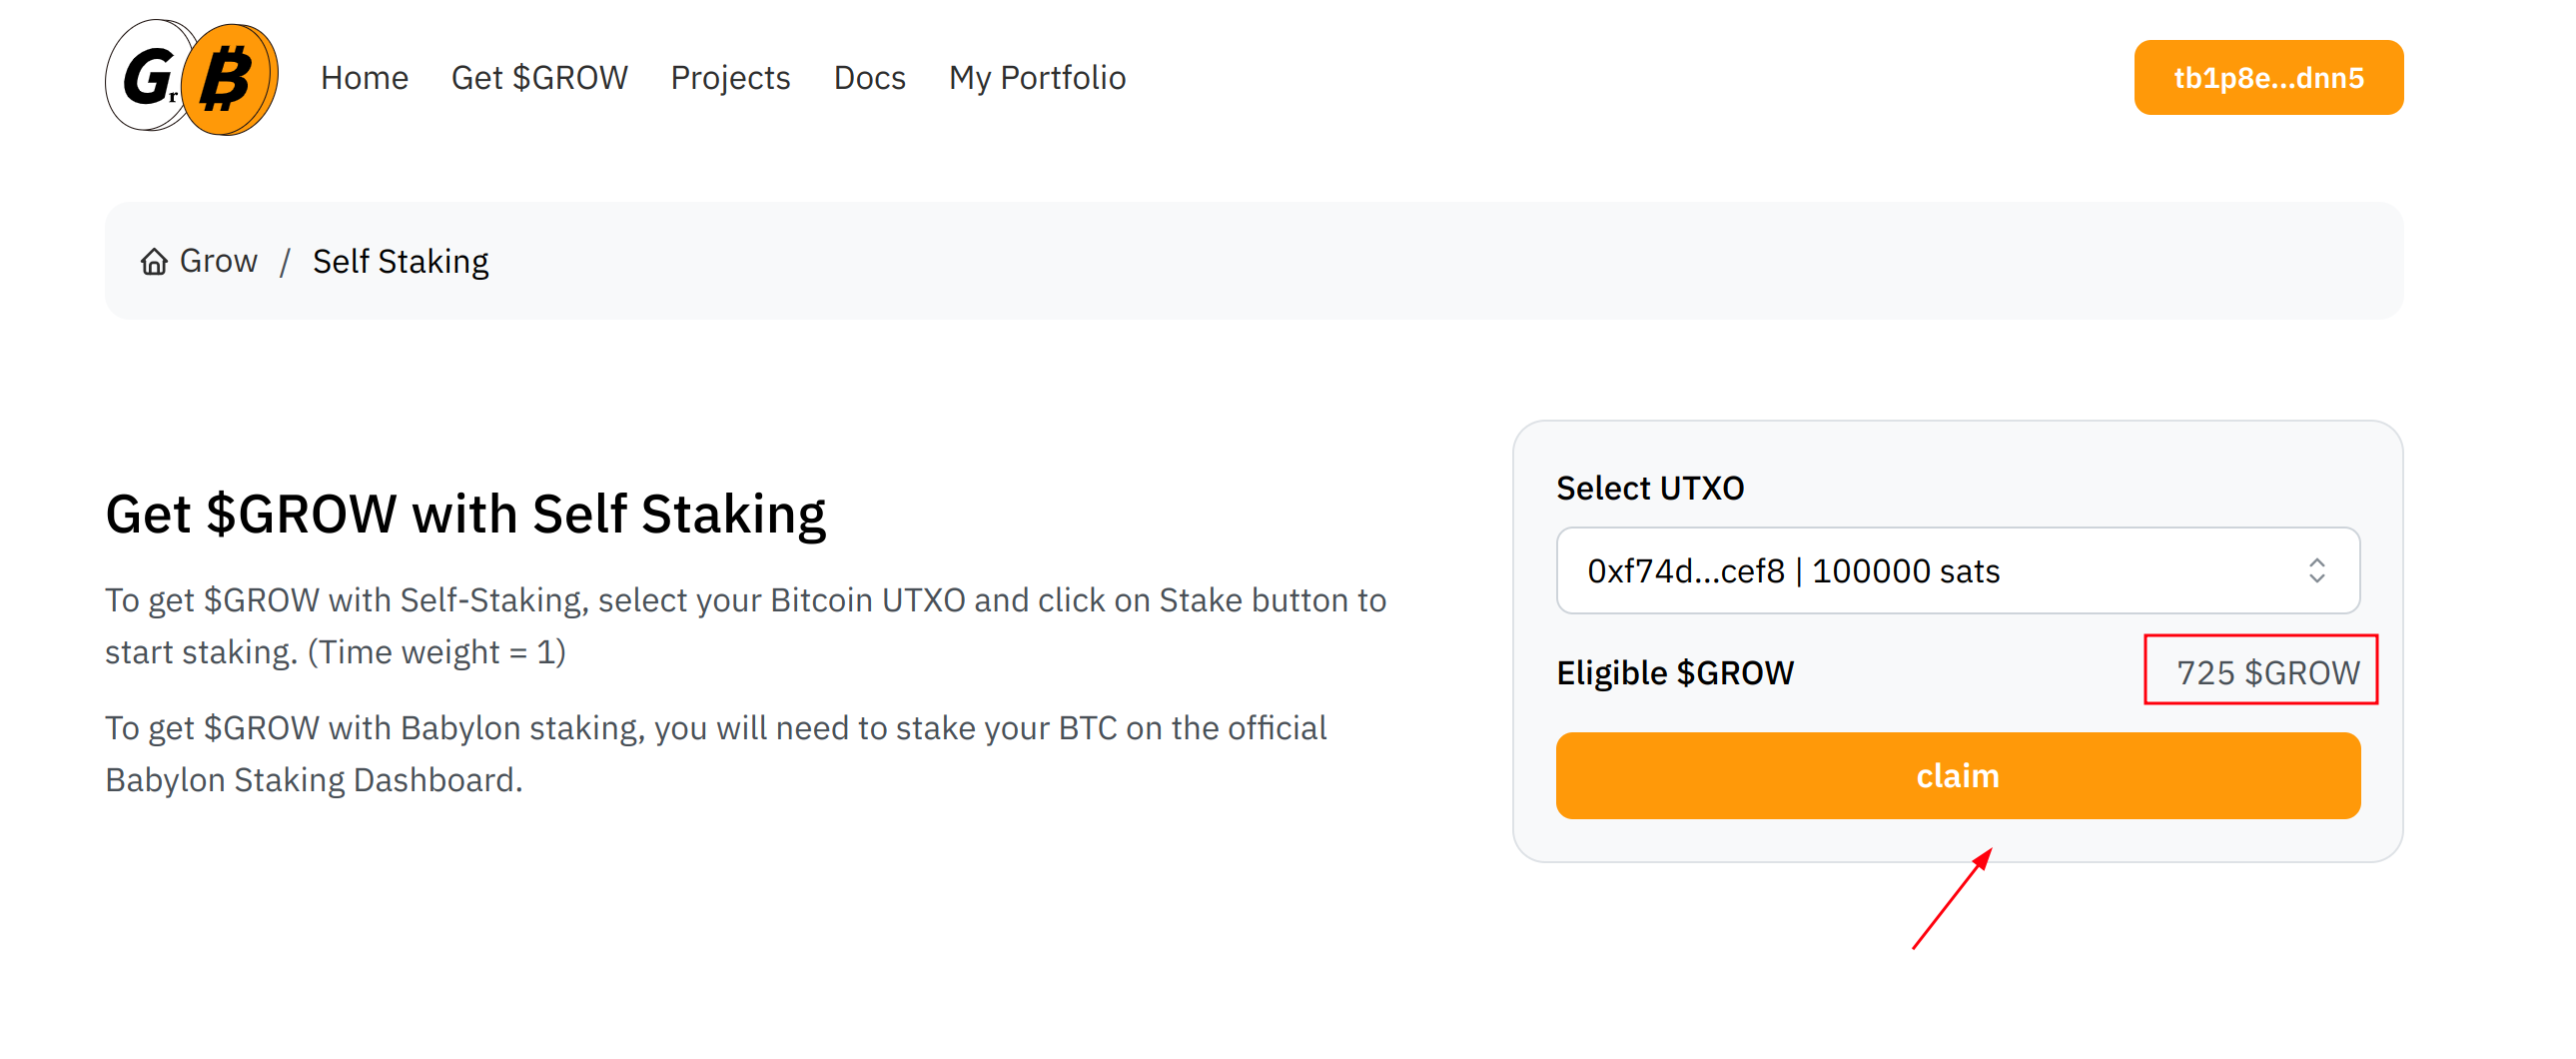 Gr₿ Home Get $GROW Projects Docs My Portfolio tb1p8e...dnn5
Grow / Self Staking
Get $GROW with Self Staking
To get $GROW with Self-Staking, select your Bitcoin UTXO and click on Stake button to
start staking. (Time weight = 1)
To get $GROW with Babylon staking, you will need to stake your BTC on the official
Babylon Staking Dashboard.
Select UTXO
0xf74d...cef8 | 100000 sats
Eligible $GROW 725 $GROW
claim